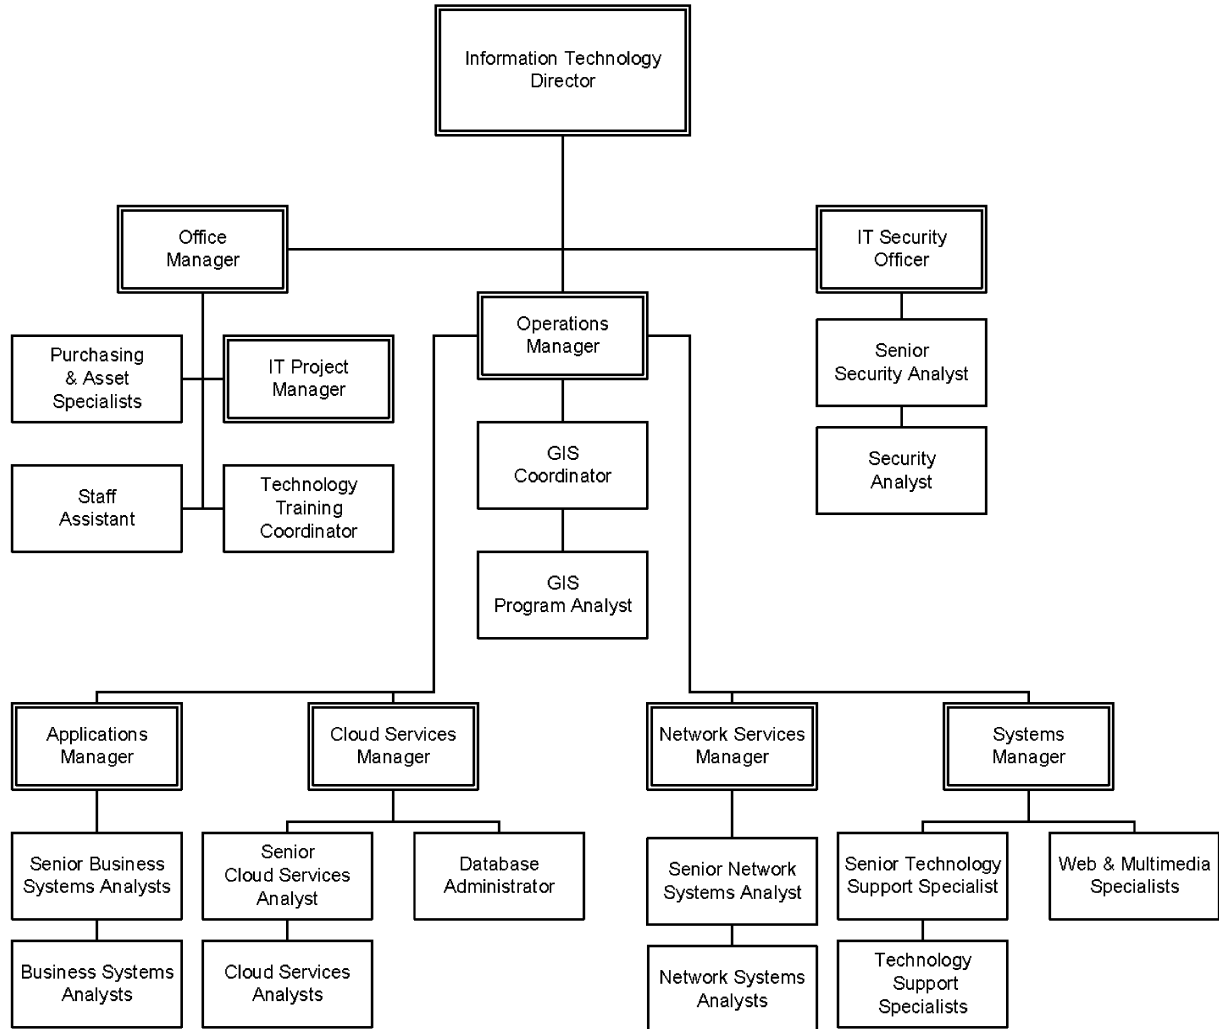 Information Technology
Director
Office
Manager
IT Security
Officer
Operations
Manager
Purchasing
& Asset
Specialists
IT Project
Manager
Senior
Security Analyst
GIS
Coordinator
Security
Analyst
Staff
Assistant
Technology
Training
Coordinator
GIS
Program Analyst
Applications
Manager
Cloud Services
Manager
Network Services
Manager
Systems
Manager
Senior Business
Systems Analysts
Senior
Cloud Services
Analyst
Database
Administrator
Senior Network
Systems Analyst
Senior Technology
Support Specialist
Web & Multimedia
Specialists
Business Systems
Analysts
Cloud Services
Analysts
Network Systems
Analysts
Technology
Support
Specialists